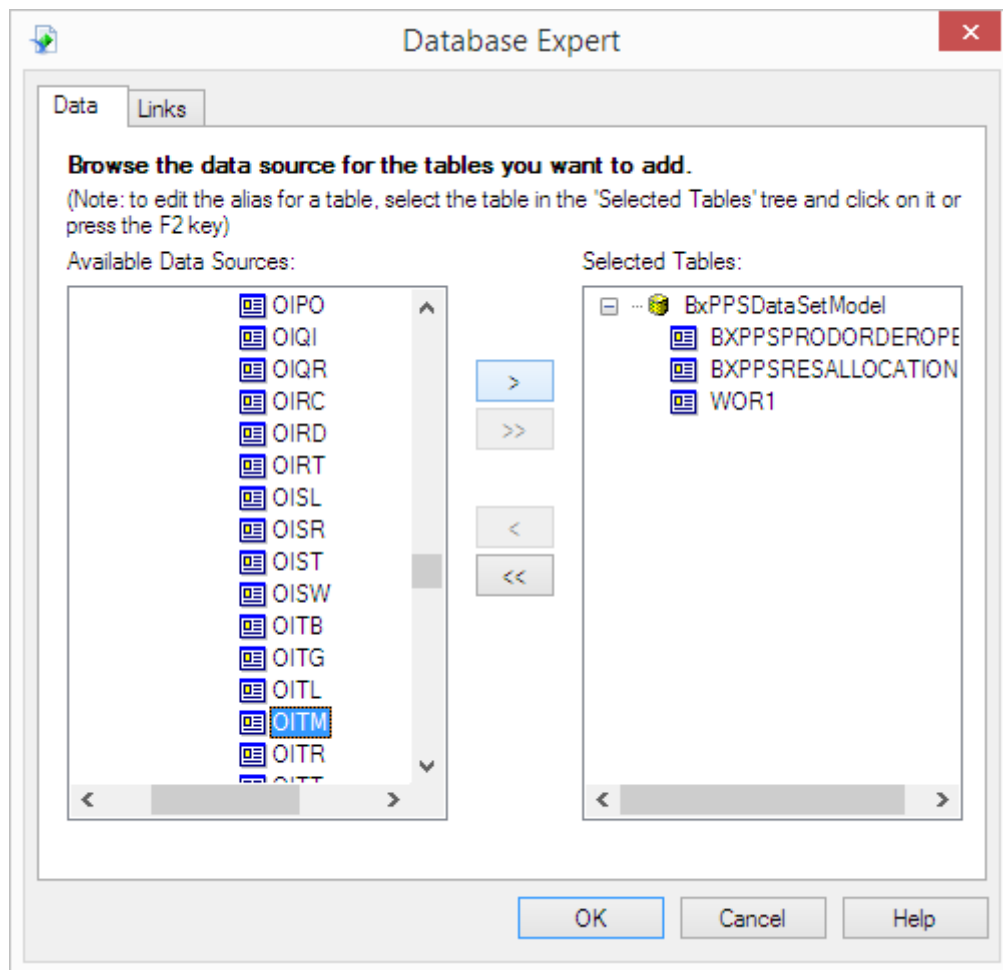 Database Expert
Data
Links
Browse the data source for the tables you want to add.
(Note: to edit the alias for a table, select the table in the 'Selected Tables' tree and click on it or
press the F2 key)
Available Data Sources:
OIPO
OIQI
OIQR
OIRC
OIRD
OIRT
OISL
OISR
OIST
OISW
OITB
OITG
OITL
OITM
OITR
OITT
>
>>
<
<<
Selected Tables:
BxPPSDataSetModel
BXPPSPRODORDEROPE
BXPPSRESALLOCATION
WOR1
OK
Cancel
Help